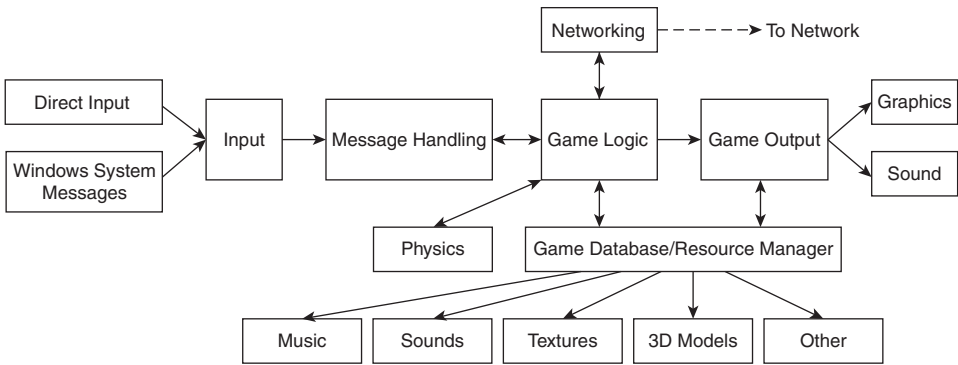 Networking
To Network
Direct Input
Windows System
Messages
Input
Message Handling
Game Logic
Game Output
Graphics
Sound
Physics
Game Database/Resource Manager
Music
Sounds
Textures
3D Models
Other